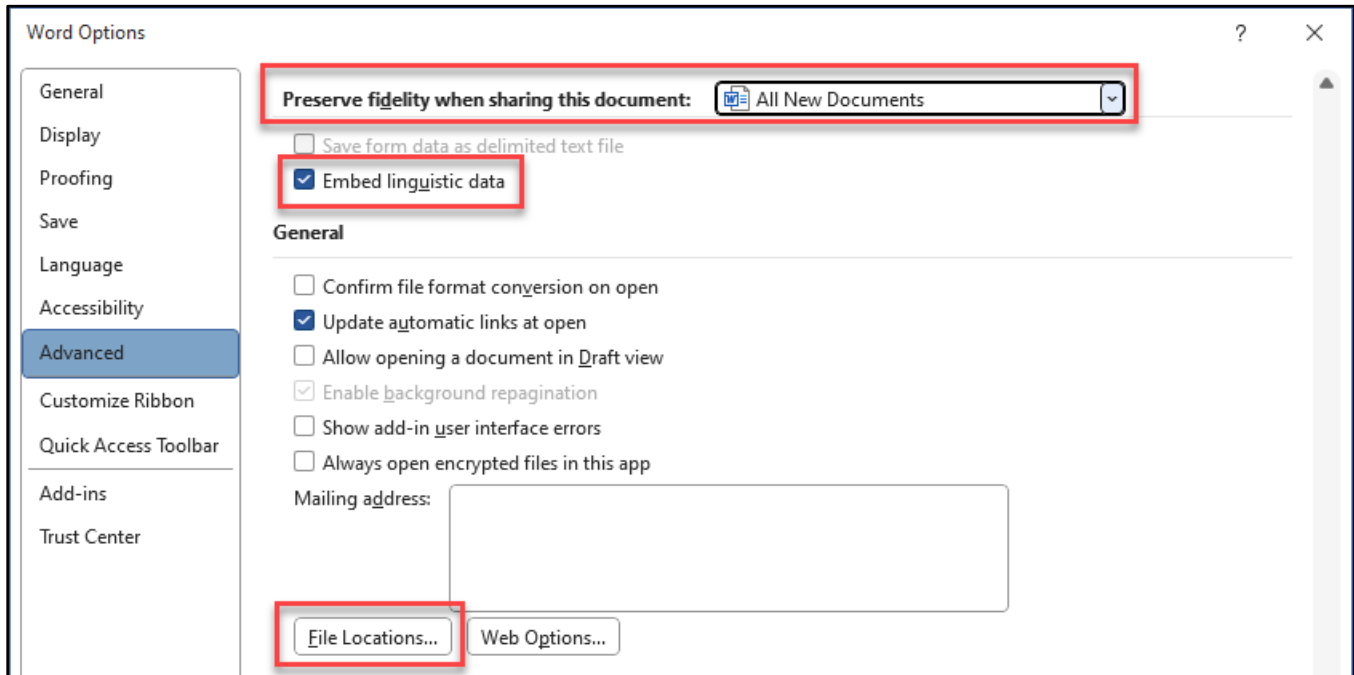 Word Options
?
General
Display
Proofing
Save
Language
Accessibility
Advanced
Customize Ribbon
Quick Access Toolbar
Add-ins
Trust Center
Preserve fidelity when sharing this document: All New Documents
Save form data as delimited text file
Embed linguistic data
General
Confirm file format conversion on open
Update automatic links at open
Allow opening a document in Draft view
Enable background repagination
Show add-in user interface errors
Always open encrypted files in this app
Mailing address:
File Locations... Web Options...